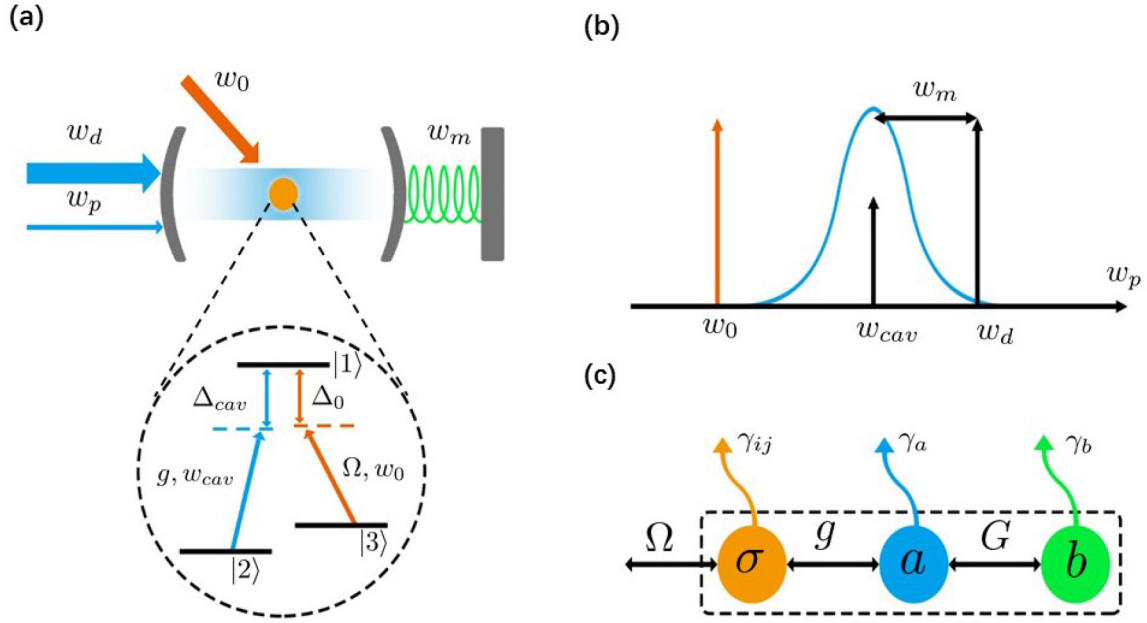 (a)
w_0
w_d
w_p
w_m
|1⟩
Δ_cav
Δ_0
g, w_cav
Ω, w_0
|3⟩
|2⟩
(b)
w_m
w_p
w_0
w_cav
w_d
(c)
γ_ij
γ_a
γ_b
Ω
g
G
σ
a
b